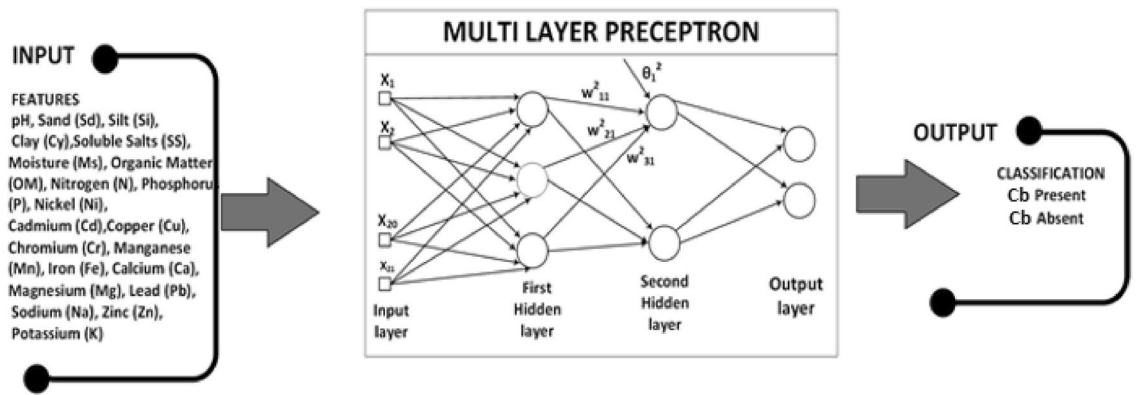 INPUT
FEATURES
pH, Sand (Sd), Silt (Si),
Clay (Cy),Soluble Salts (SS),
Moisture (Ms), Organic Matter
(OM), Nitrogen (N), Phosphoru
(P), Nickel (Ni),
Cadmium (Cd),Copper (Cu),
Chromium (Cr), Manganese
(Mn), Iron (Fe), Calcium (Ca),
Magnesium (Mg), Lead (Pb),
Sodium (Na), Zinc (Zn),
Potassium (K)
MULTI LAYER PRECEPTRON
X1
X2
X20
X21
θ₁²
w²₁₁
w²₂₁
w²₃₁
Input
layer
First
Hidden
layer
Second
Hidden
layer
Output
layer
OUTPUT
CLASSIFICATION
Cb Present
Cb Absent